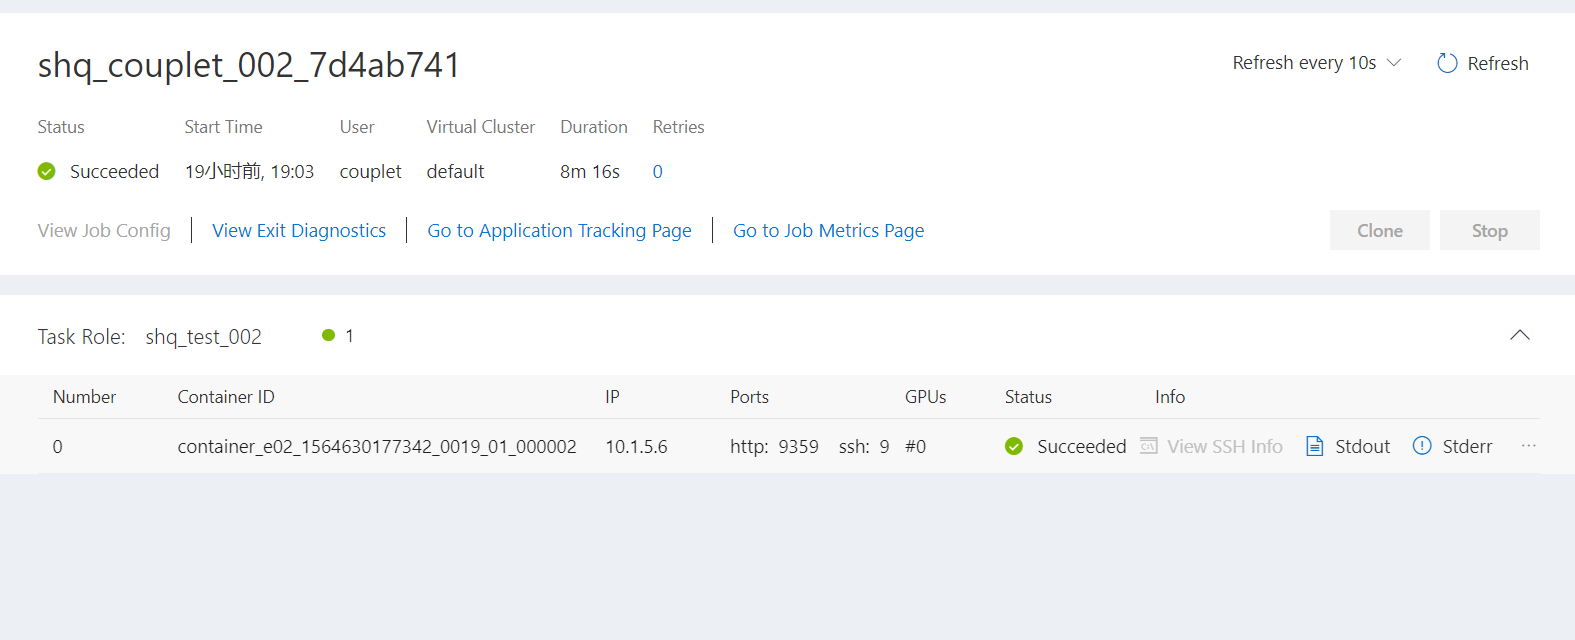 shq_couplet_002_7d4ab741 Refresh every 10s Refresh
Status Start Time User Virtual Cluster Duration Retries
Succeeded 19小时前, 19:03 couplet default 8m 16s 0
View Job Config View Exit Diagnostics Go to Application Tracking Page Go to Job Metrics Page Clone Stop
Task Role: shq_test_002 1
Number Container ID IP Ports GPUs Status Info
0 container_e02_1564630177342_0019_01_000002 10.1.5.6 http: 9359 ssh: 9 #0 Succeeded View SSH Info Stdout Stderr ...